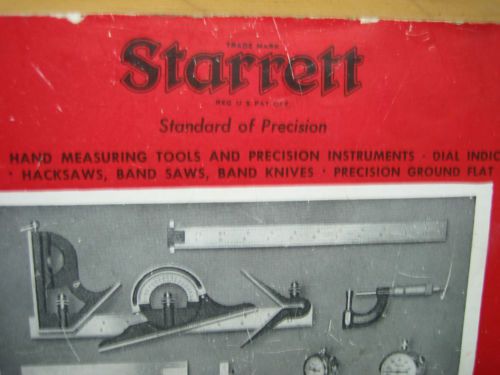 TRADE MARK
Starrett
REG U S PAT OFF
Standard of Precision
HAND MEASURING TOOLS AND PRECISION INSTRUMENTS · DIAL INDIC
· HACKSAWS, BAND SAWS, BAND KNIVES · PRECISION GROUND FLAT